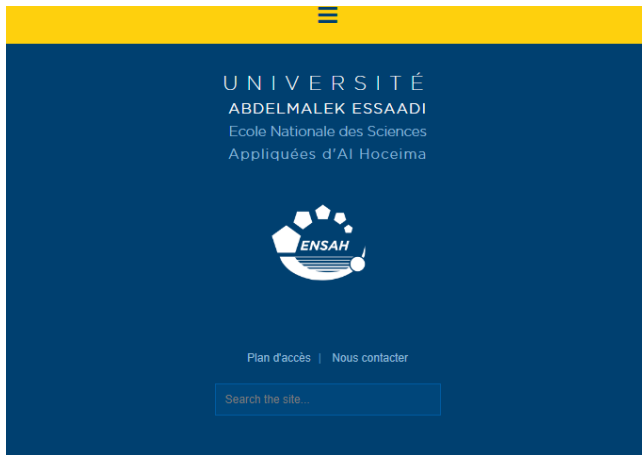 UNIVERSITÉ
ABDELMALEK ESSAADI
Ecole Nationale des Sciences
Appliquées d'Al Hoceima
ENSAH
Plan d'accès | Nous contacter
Search the site...